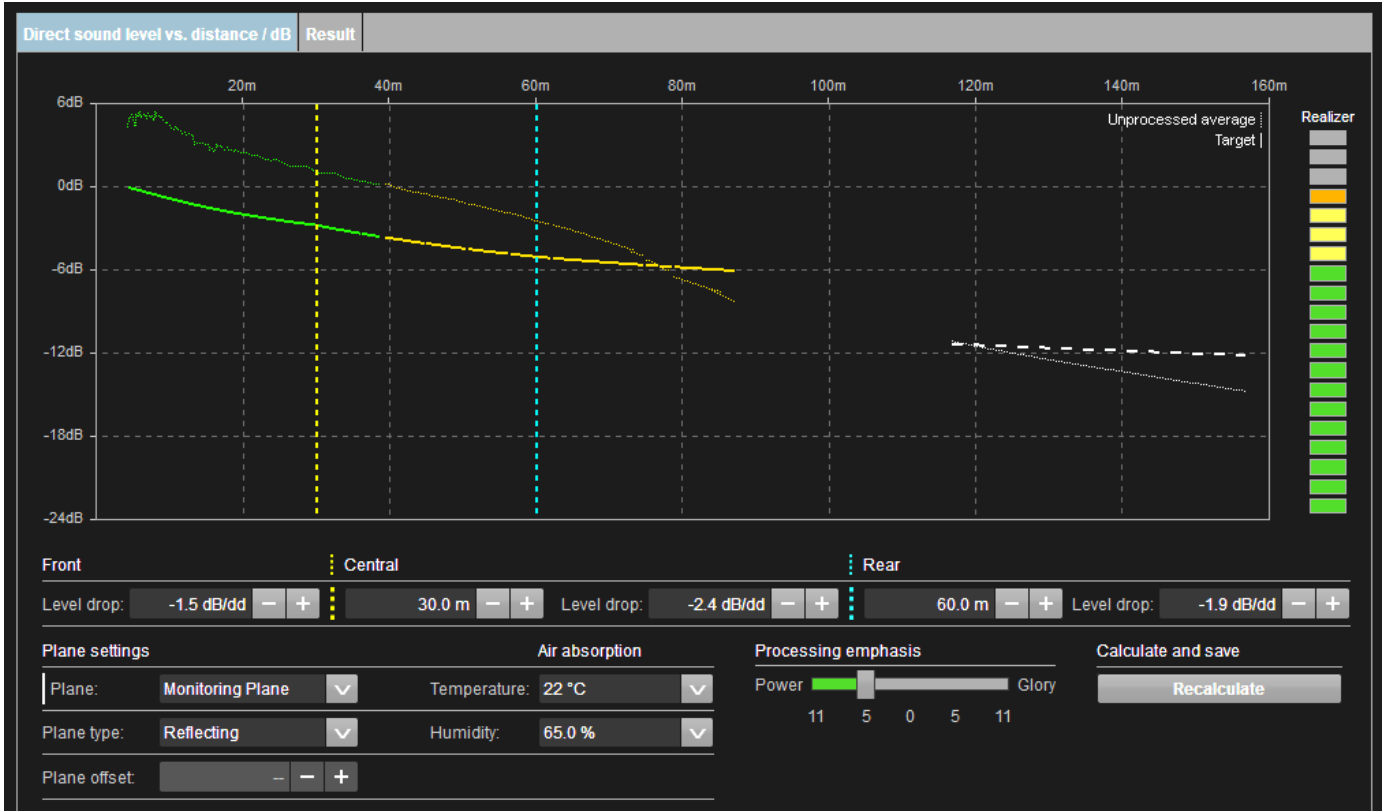 Direct sound level vs. distance / dB Result
20m 40m 60m 80m 100m 120m 140m 160m
6dB
Unprocessed average
Realizer
Target
0dB
-6dB
-12dB
-18dB
-24dB
Front Central Rear
Level drop: -1.5 dB/dd − + 30.0 m − + Level drop: -2.4 dB/dd − + 60.0 m − + Level drop: -1.9 dB/dd − +
Plane settings Air absorption Processing emphasis Calculate and save
Plane: Monitoring Plane Temperature: 22 °C Power Glory Recalculate
11 5 0 5 11
Plane type: Reflecting Humidity: 65.0 %
Plane offset: -- − +